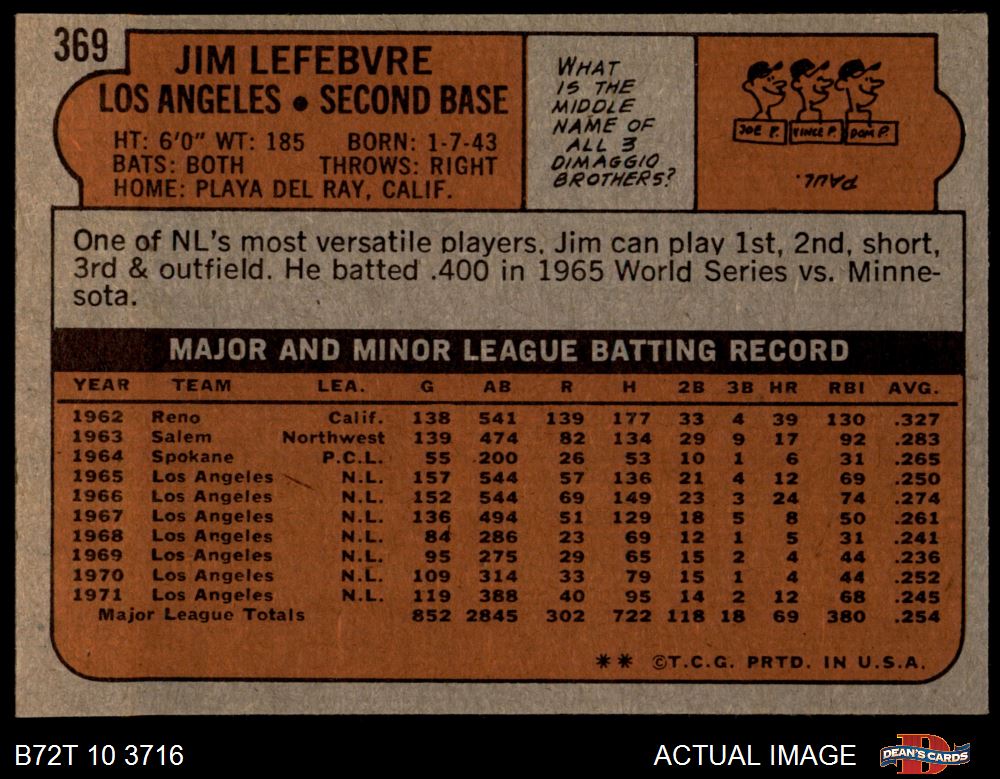 369
JIM LEFEBVRE
LOS ANGELES • SECOND BASE
HT: 6'0" WT: 185 BORN: 1-7-43
BATS: BOTH THROWS: RIGHT
HOME: PLAYA DEL RAY, CALIF.
WHAT
IS THE
MIDDLE
NAME OF
ALL 3
DIMAGGIO
BROTHERS?
JOE P. VINCE P. DOM P.
PAUL.
One of NL's most versatile players, Jim can play 1st, 2nd, short,
3rd & outfield. He batted .400 in 1965 World Series vs. Minne-
sota.
MAJOR AND MINOR LEAGUE BATTING RECORD
YEAR TEAM LEA. G AB R H 2B 3B HR RBI AVG.
1962 Reno Calif. 138 541 139 177 33 4 39 130 .327
1963 Salem Northwest 139 474 82 134 29 9 17 92 .283
1964 Spokane P.C.L. 55 200 26 53 10 1 6 31 .265
1965 Los Angeles N.L. 157 544 57 136 21 4 12 69 .250
1966 Los Angeles N.L. 152 544 69 149 23 3 24 74 .274
1967 Los Angeles N.L. 136 494 51 129 18 5 8 50 .261
1968 Los Angeles N.L. 84 286 23 69 12 1 5 31 .241
1969 Los Angeles N.L. 95 275 29 65 15 2 4 44 .236
1970 Los Angeles N.L. 109 314 33 79 15 1 4 44 .252
1971 Los Angeles N.L. 119 388 40 95 14 2 12 68 .245
Major League Totals 852 2845 302 722 118 18 69 380 .254
** ©T.C.G. PRTD. IN U.S.A.
B72T 10 3716 ACTUAL IMAGE DEAN'S CARDS